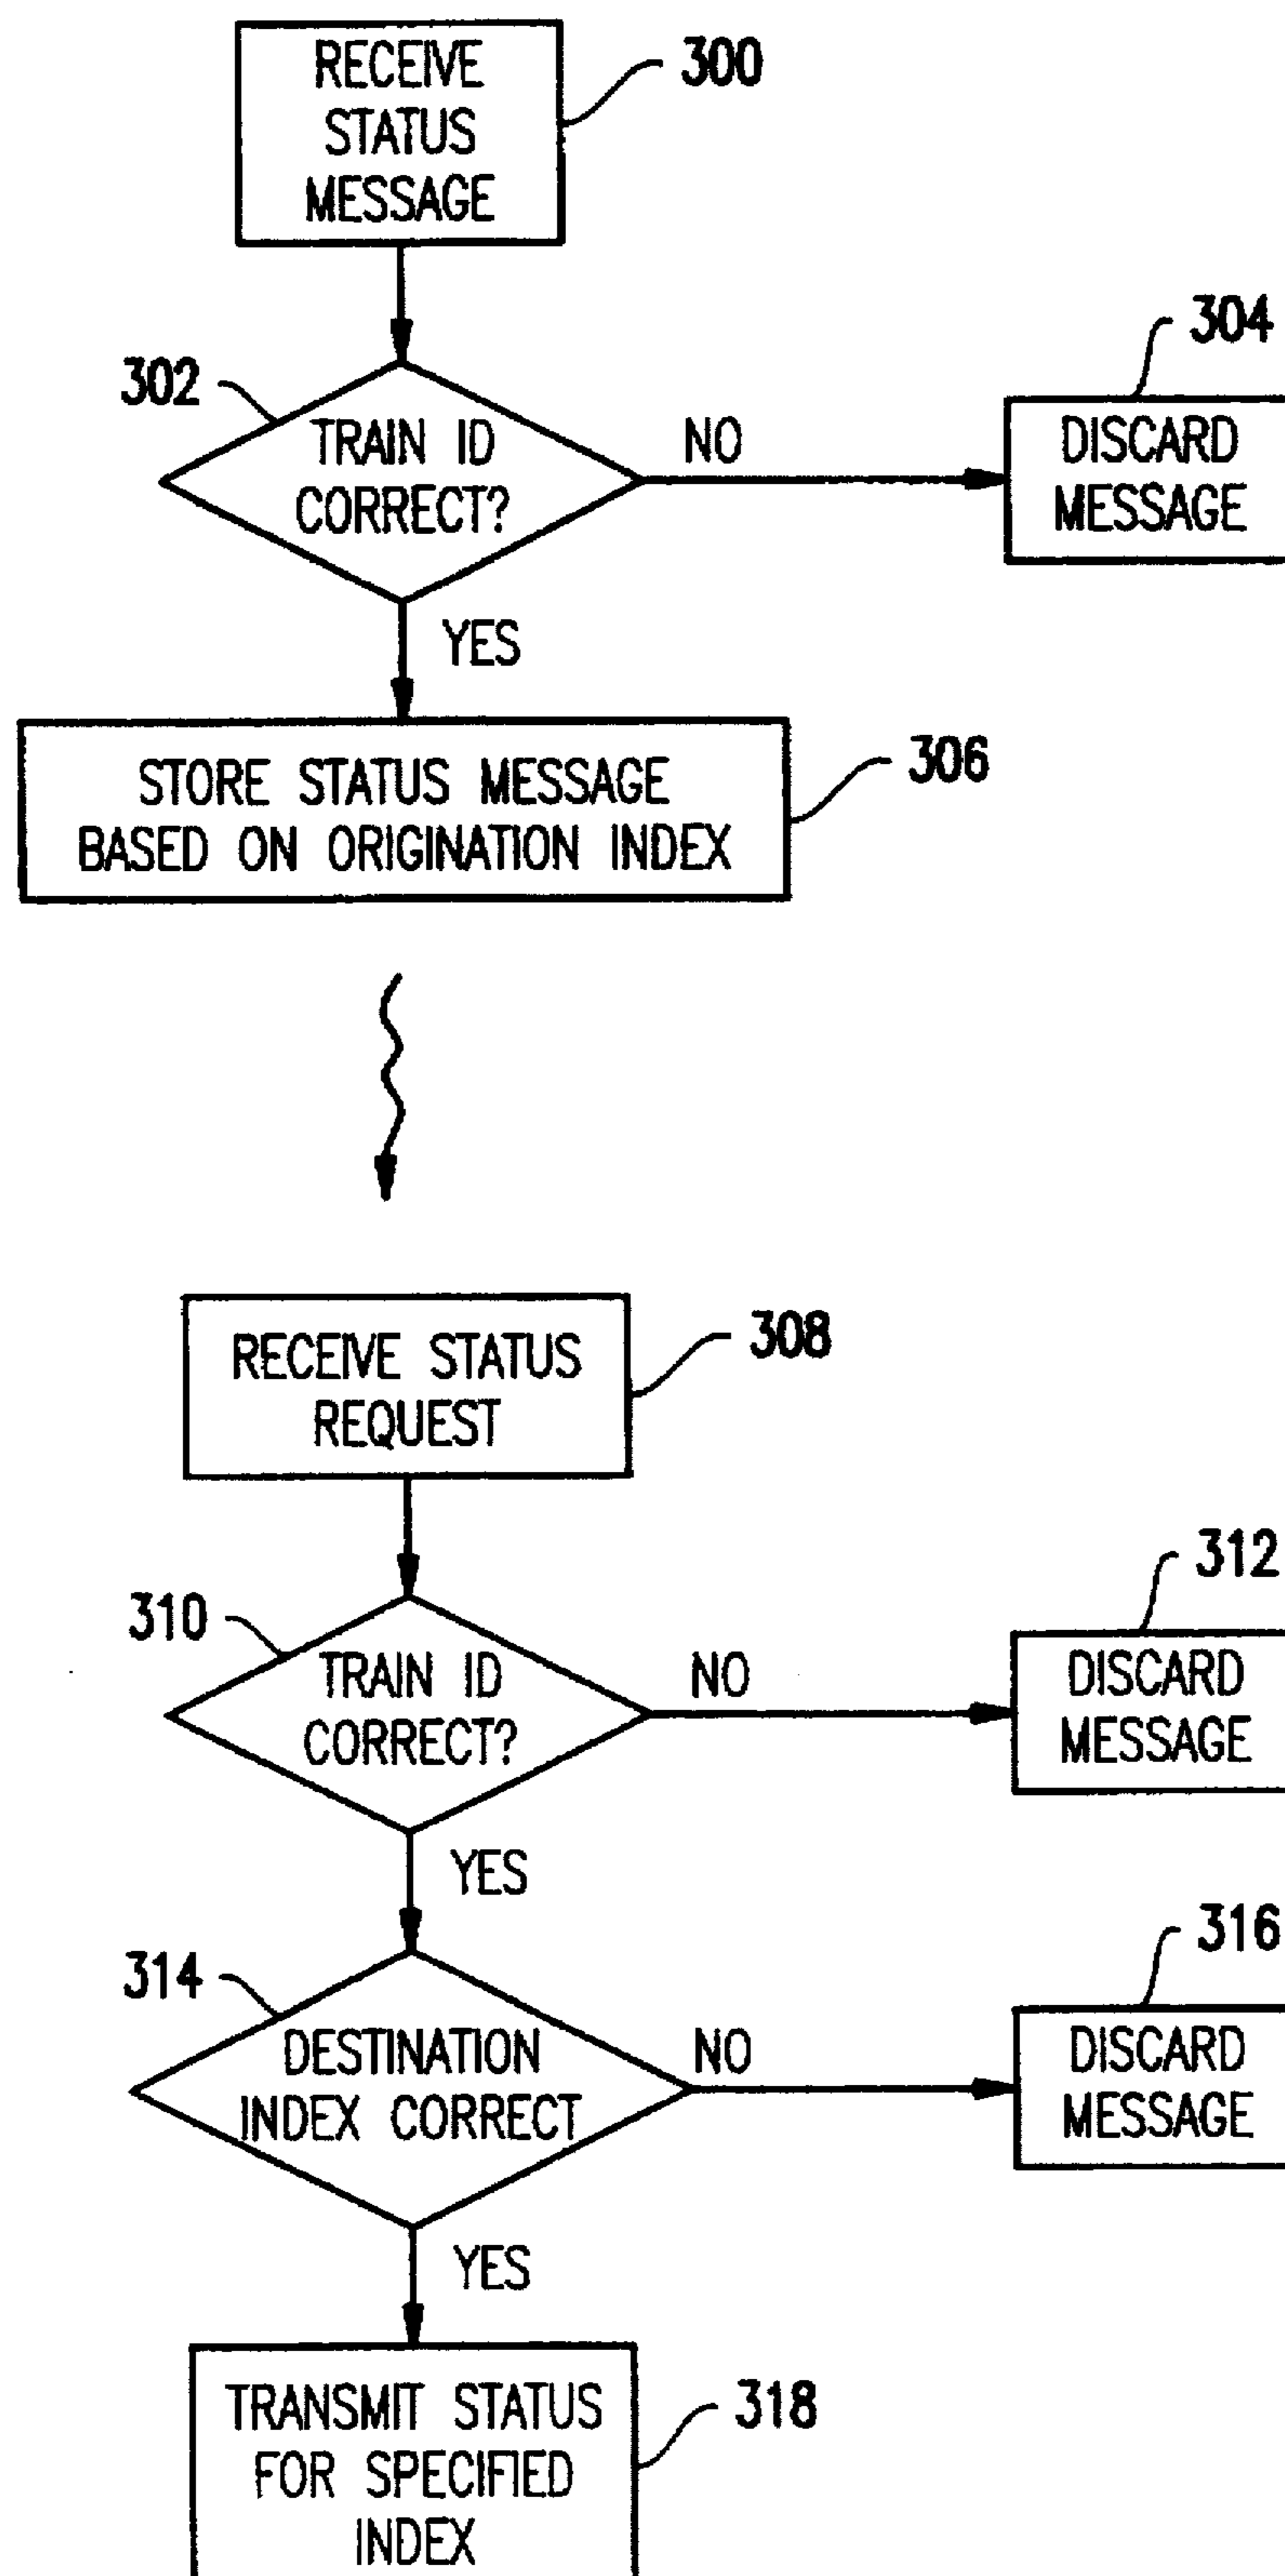 RECEIVE
STATUS
MESSAGE
300
302
TRAIN ID
CORRECT?
NO
304
DISCARD
MESSAGE
YES
STORE STATUS MESSAGE
BASED ON ORIGINATION INDEX
306
RECEIVE STATUS
REQUEST
308
310
TRAIN ID
CORRECT?
NO
312
DISCARD
MESSAGE
YES
314
DESTINATION
INDEX CORRECT
NO
316
DISCARD
MESSAGE
YES
TRANSMIT STATUS
FOR SPECIFIED
INDEX
318